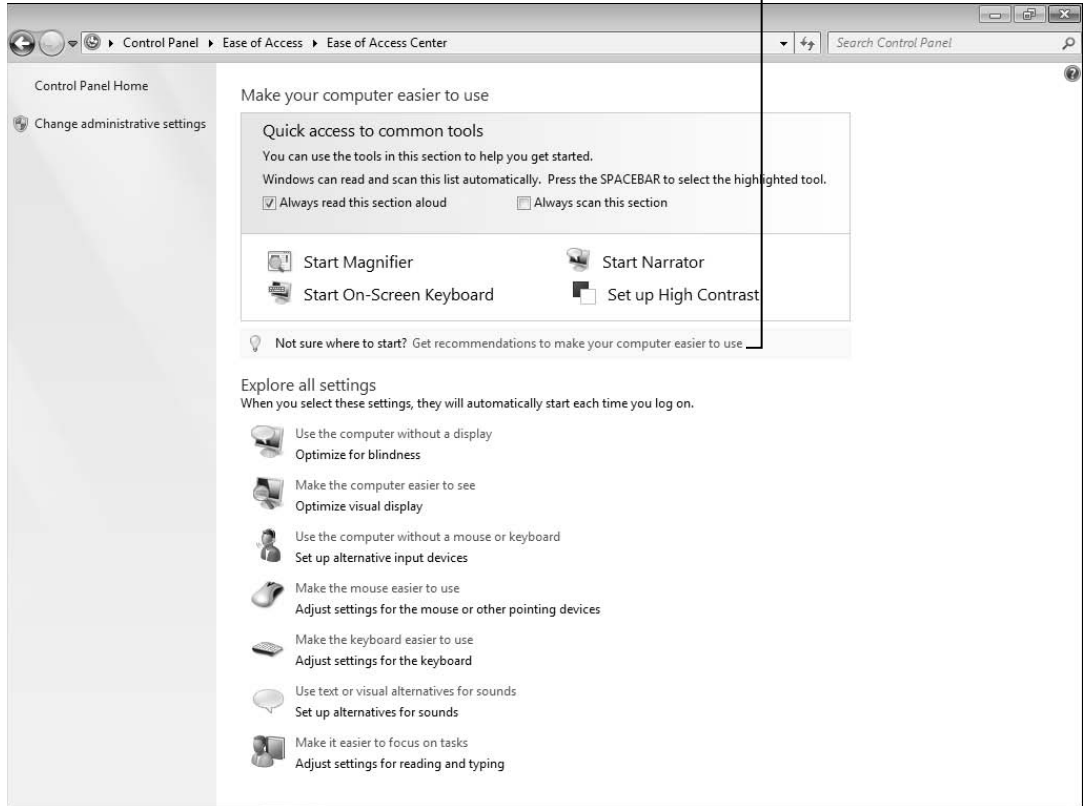 Control Panel ▸ Ease of Access ▸ Ease of Access Center
Search Control Panel
Control Panel Home
Change administrative settings
Make your computer easier to use
Quick access to common tools
You can use the tools in this section to help you get started.
Windows can read and scan this list automatically. Press the SPACEBAR to select the highlighted tool.
Always read this section aloud
Always scan this section
Start Magnifier
Start Narrator
Start On-Screen Keyboard
Set up High Contrast
Not sure where to start? Get recommendations to make your computer easier to use
Explore all settings
When you select these settings, they will automatically start each time you log on.
Use the computer without a display
Optimize for blindness
Make the computer easier to see
Optimize visual display
Use the computer without a mouse or keyboard
Set up alternative input devices
Make the mouse easier to use
Adjust settings for the mouse or other pointing devices
Make the keyboard easier to use
Adjust settings for the keyboard
Use text or visual alternatives for sounds
Set up alternatives for sounds
Make it easier to focus on tasks
Adjust settings for reading and typing